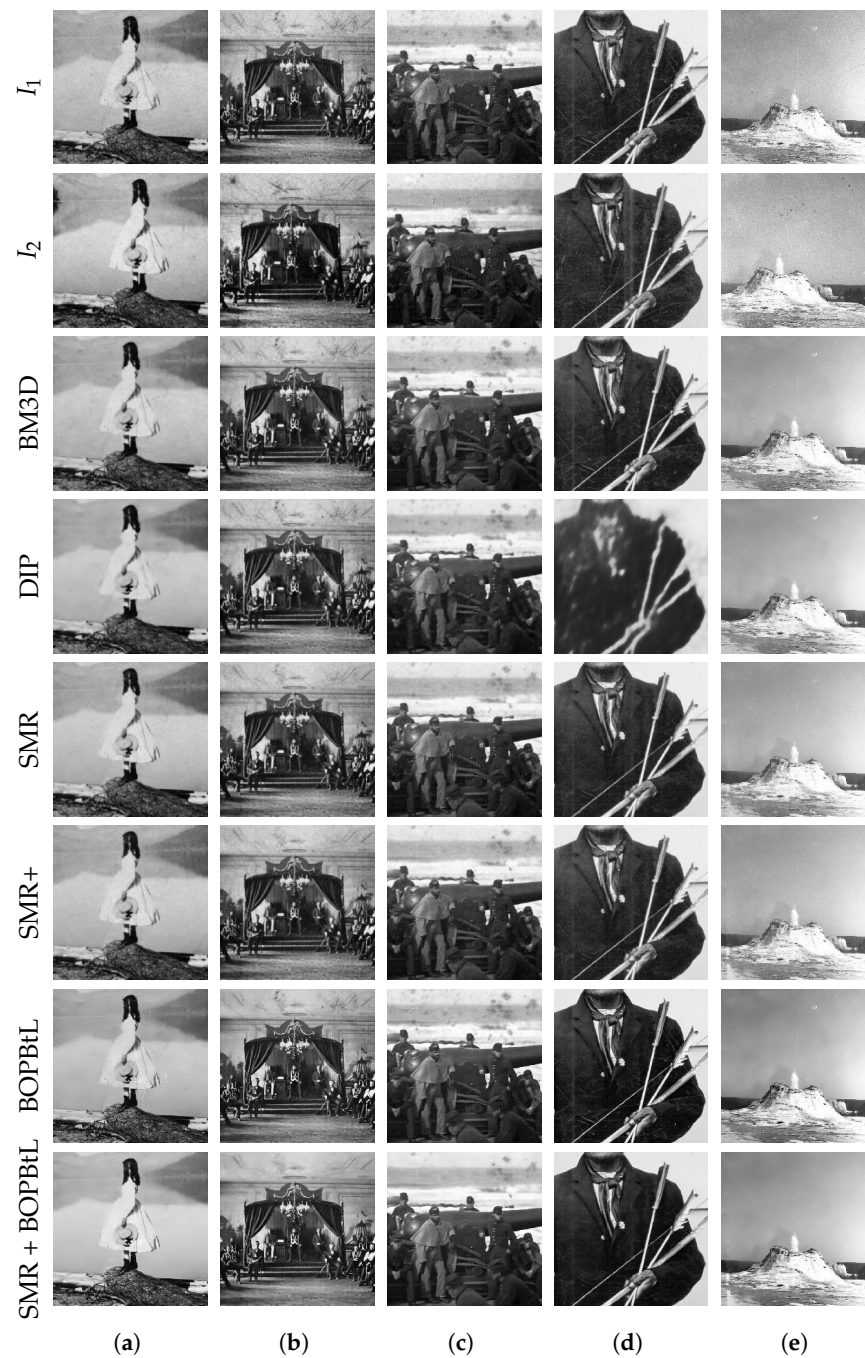 I1
I2
BM3D
DIP
SMR
SMR+
BOPBtL
SMR + BOPBtL
(a) (b) (c) (d) (e)